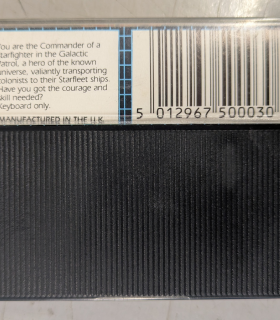 You are the Commander of a
Starfighter in the Galactic
Patrol, a hero of the known
universe, valiantly transporting
colonists to their Starfleet ships.
Have you got the courage and
skill needed?
Keyboard only.
MANUFACTURED IN THE U.K.
5 012967 500030